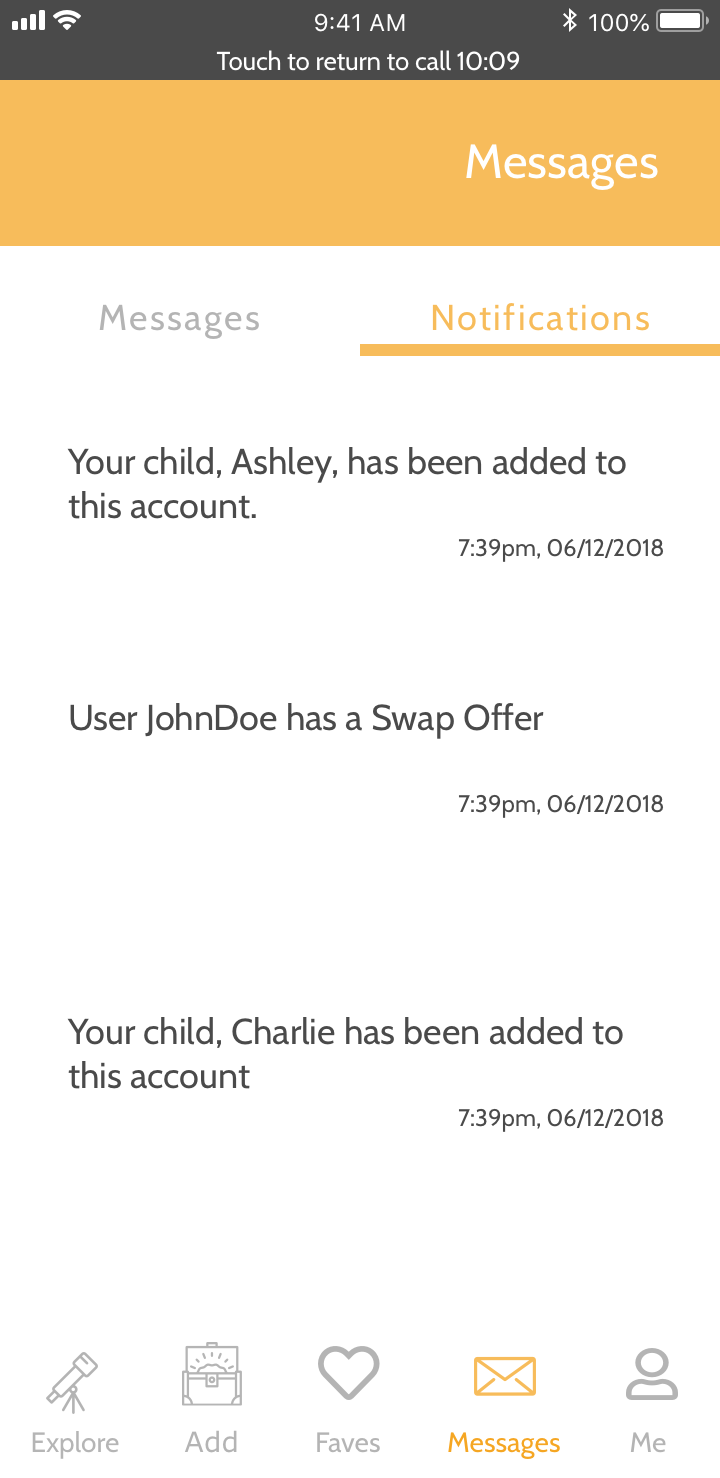 9:41 AM 100%
Touch to return to call 10:09
Messages
Messages Notifications
Your child, Ashley, has been added to
this account.
7:39pm, 06/12/2018
User JohnDoe has a Swap Offer
7:39pm, 06/12/2018
Your child, Charlie has been added to
this account
7:39pm, 06/12/2018
Explore Add Faves Messages Me